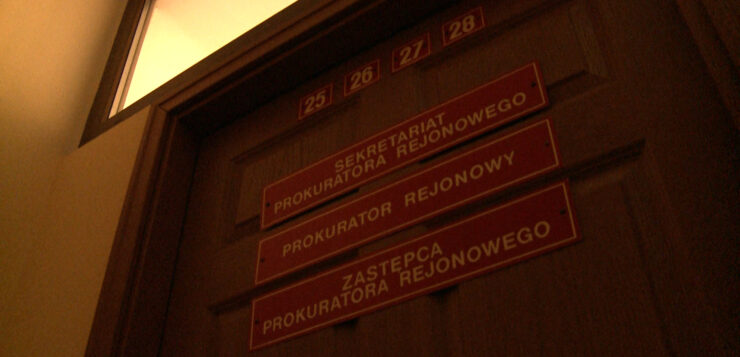 25 26 27 28
SEKRETARIAT
PROKURATORA REJONOWEGO
PROKURATOR REJONOWY
ZASTĘPCA
PROKURATORA REJONOWEGO